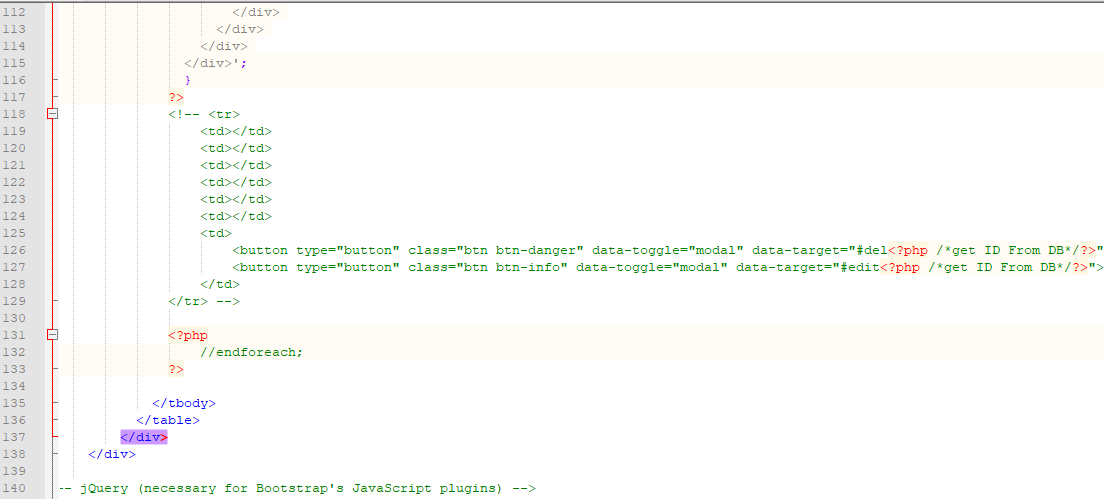 112 </div>
113 </div>
114 </div>
115 </div>';
116 }
117 ?>
118 <!-- <tr>
119 <td></td>
120 <td></td>
121 <td></td>
122 <td></td>
123 <td></td>
124 <td></td>
125 <td>
126 <button type="button" class="btn btn-danger" data-toggle="modal" data-target="#del<?php /*get ID From DB*/?>"
127 <button type="button" class="btn btn-info" data-toggle="modal" data-target="#edit<?php /*get ID From DB*/?>">
128 </td>
129 </tr> -->
130
131 <?php
132 //endforeach;
133 ?>
134
135 </tbody>
136 </table>
137 </div>
138 </div>
139
140 -- jQuery (necessary for Bootstrap's JavaScript plugins) -->